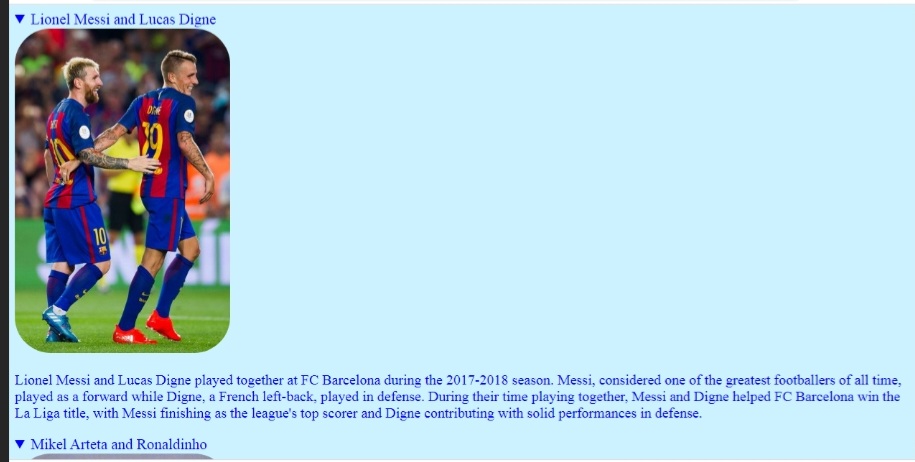 ▼ Lionel Messi and Lucas Digne
DIGNE
19
10
10
Lionel Messi and Lucas Digne played together at FC Barcelona during the 2017-2018 season. Messi, considered one of the greatest footballers of all time,
played as a forward while Digne, a French left-back, played in defense. During their time playing together, Messi and Digne helped FC Barcelona win the
La Liga title, with Messi finishing as the league's top scorer and Digne contributing with solid performances in defense.
▼ Mikel Arteta and Ronaldinho